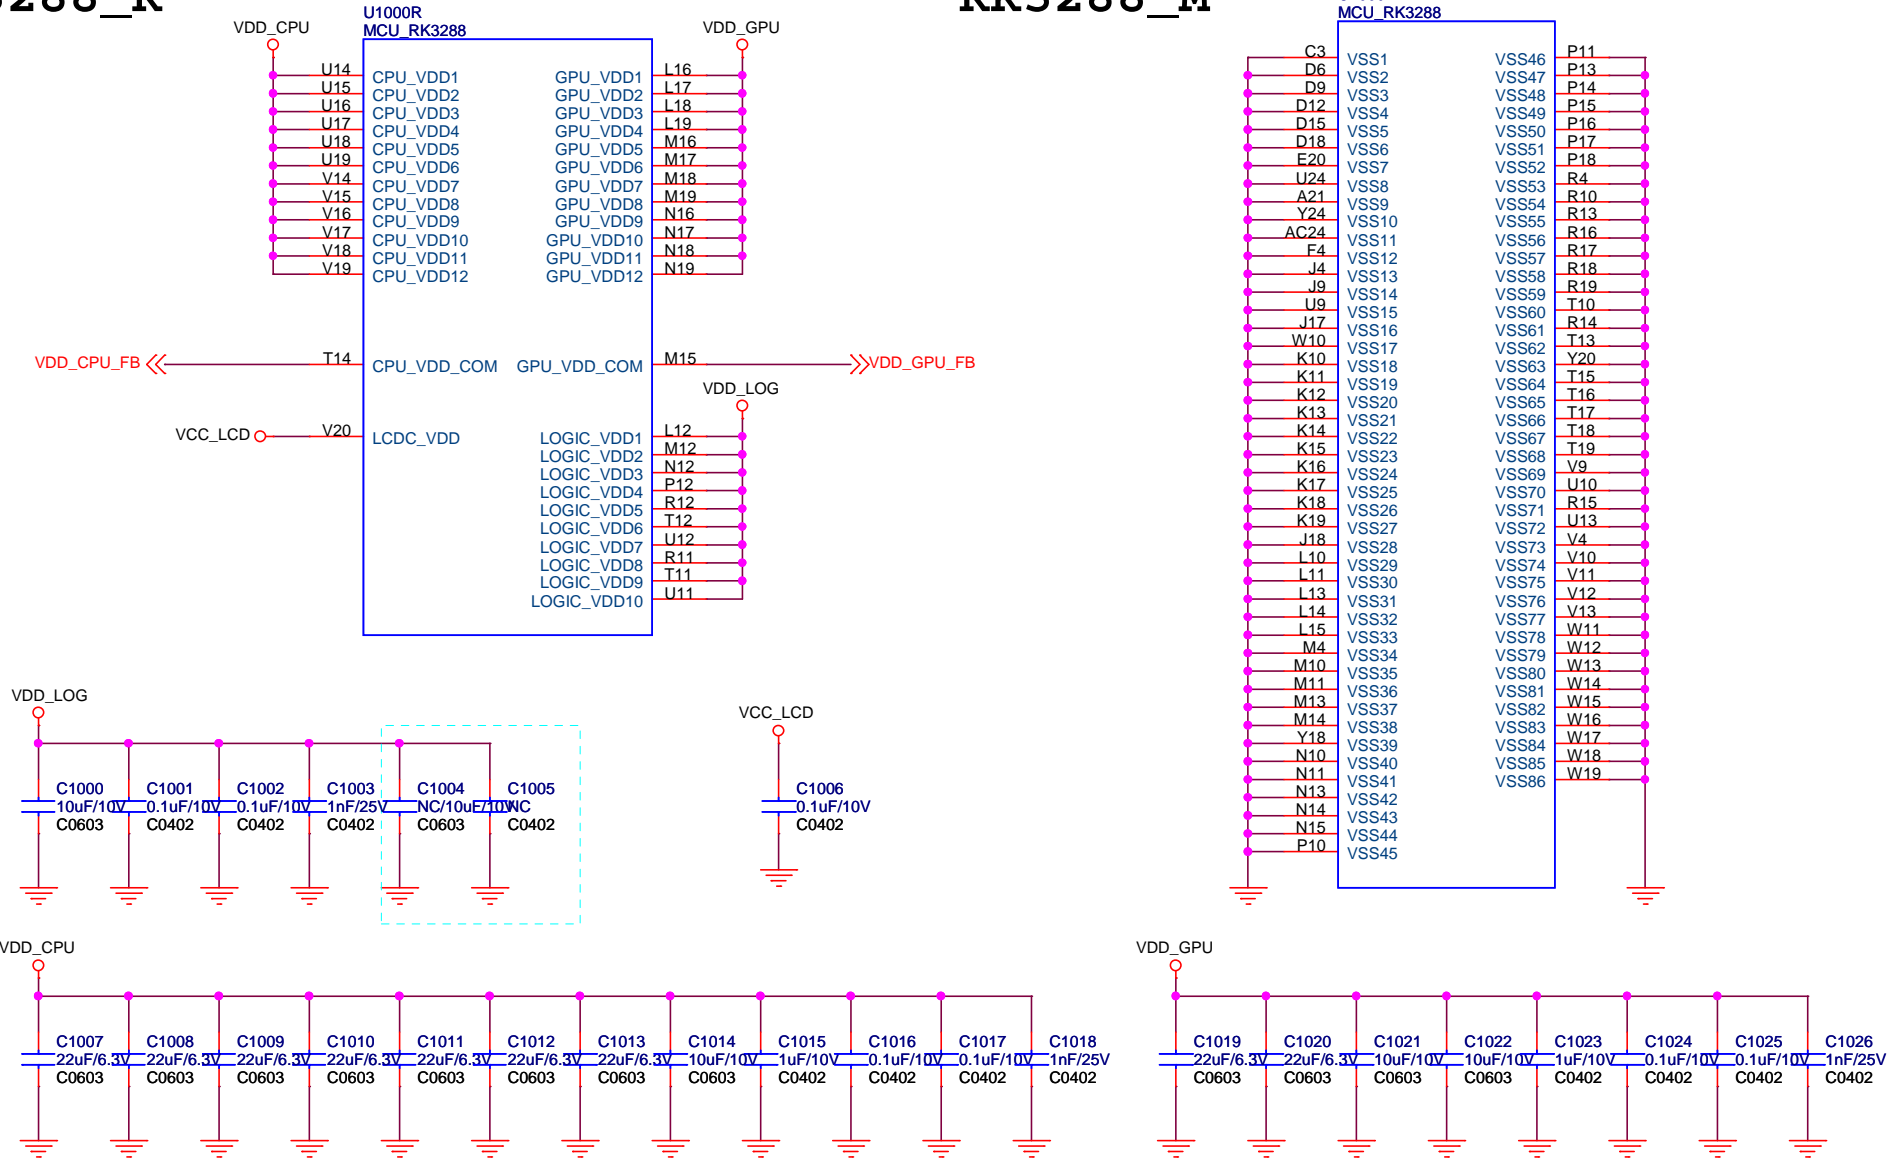 RK3288_M
U1000R
MCU_RK3288
VDD_CPU
VDD_GPU
U14 CPU_VDD1 GPU_VDD1 L16
U15 CPU_VDD2 GPU_VDD2 L17
U16 CPU_VDD3 GPU_VDD3 L18
U17 CPU_VDD4 GPU_VDD4 L19
U18 CPU_VDD5 GPU_VDD5 M16
U19 CPU_VDD6 GPU_VDD6 M17
V14 CPU_VDD7 GPU_VDD7 M18
V15 CPU_VDD8 GPU_VDD8 M19
V16 CPU_VDD9 GPU_VDD9 N16
V17 CPU_VDD10 GPU_VDD10 N17
V18 CPU_VDD11 GPU_VDD11 N18
V19 CPU_VDD12 GPU_VDD12 N19
VDD_CPU_FB T14 CPU_VDD_COM GPU_VDD_COM M15 VDD_GPU_FB
VDD_LOG
VCC_LCD V20 LCDC_VDD LOGIC_VDD1 L12
LOGIC_VDD2 M12
LOGIC_VDD3 N12
LOGIC_VDD4 P12
LOGIC_VDD5 R12
LOGIC_VDD6 T12
LOGIC_VDD7 U12
LOGIC_VDD8 R11
LOGIC_VDD9 T11
LOGIC_VDD10 U11
MCU_RK3288
C3 VSS1 VSS46 P11
D6 VSS2 VSS47 P13
D9 VSS3 VSS48 P14
D12 VSS4 VSS49 P15
D15 VSS5 VSS50 P16
D18 VSS6 VSS51 P17
E20 VSS7 VSS52 P18
U24 VSS8 VSS53 R4
A21 VSS9 VSS54 R10
Y24 VSS10 VSS55 R13
AC24 VSS11 VSS56 R16
F4 VSS12 VSS57 R17
J4 VSS13 VSS58 R18
J9 VSS14 VSS59 R19
U9 VSS15 VSS60 T10
J17 VSS16 VSS61 R14
W10 VSS17 VSS62 T13
K10 VSS18 VSS63 Y20
K11 VSS19 VSS64 T15
K12 VSS20 VSS65 T16
K13 VSS21 VSS66 T17
K14 VSS22 VSS67 T18
K15 VSS23 VSS68 T19
K16 VSS24 VSS69 V9
K17 VSS25 VSS70 U10
K18 VSS26 VSS71 R15
K19 VSS27 VSS72 U13
J18 VSS28 VSS73 V4
L10 VSS29 VSS74 V10
L11 VSS30 VSS75 V11
L13 VSS31 VSS76 V12
L14 VSS32 VSS77 V13
L15 VSS33 VSS78 W11
M4 VSS34 VSS79 W12
M10 VSS35 VSS80 W13
M11 VSS36 VSS81 W14
M13 VSS37 VSS82 W15
M14 VSS38 VSS83 W16
Y18 VSS39 VSS84 W17
N10 VSS40 VSS85 W18
N11 VSS41 VSS86 W19
N13 VSS42
N14 VSS43
N15 VSS44
P10 VSS45
VDD_LOG
C1000 C1001 C1002 C1003 C1004 C1005
10uF/10V 0.1uF/10V 0.1uF/10V 1nF/25V NC/10uF/10V NC
C0603 C0402 C0402 C0402 C0603 C0402
VCC_LCD
C1006
0.1uF/10V
C0402
VDD_CPU
C1007 C1008 C1009 C1010 C1011 C1012 C1013 C1014 C1015 C1016 C1017 C1018
22uF/6.3V 22uF/6.3V 22uF/6.3V 22uF/6.3V 22uF/6.3V 22uF/6.3V 22uF/6.3V 10uF/10V 1uF/10V 0.1uF/10V 0.1uF/10V 1nF/25V
C0603 C0603 C0603 C0603 C0603 C0603 C0603 C0603 C0402 C0402 C0402 C0402
VDD_GPU
C1019 C1020 C1021 C1022 C1023 C1024 C1025 C1026
22uF/6.3V 22uF/6.3V 10uF/10V 10uF/10V 1uF/10V 0.1uF/10V 0.1uF/10V 1nF/25V
C0603 C0603 C0603 C0603 C0402 C0402 C0402 C0402